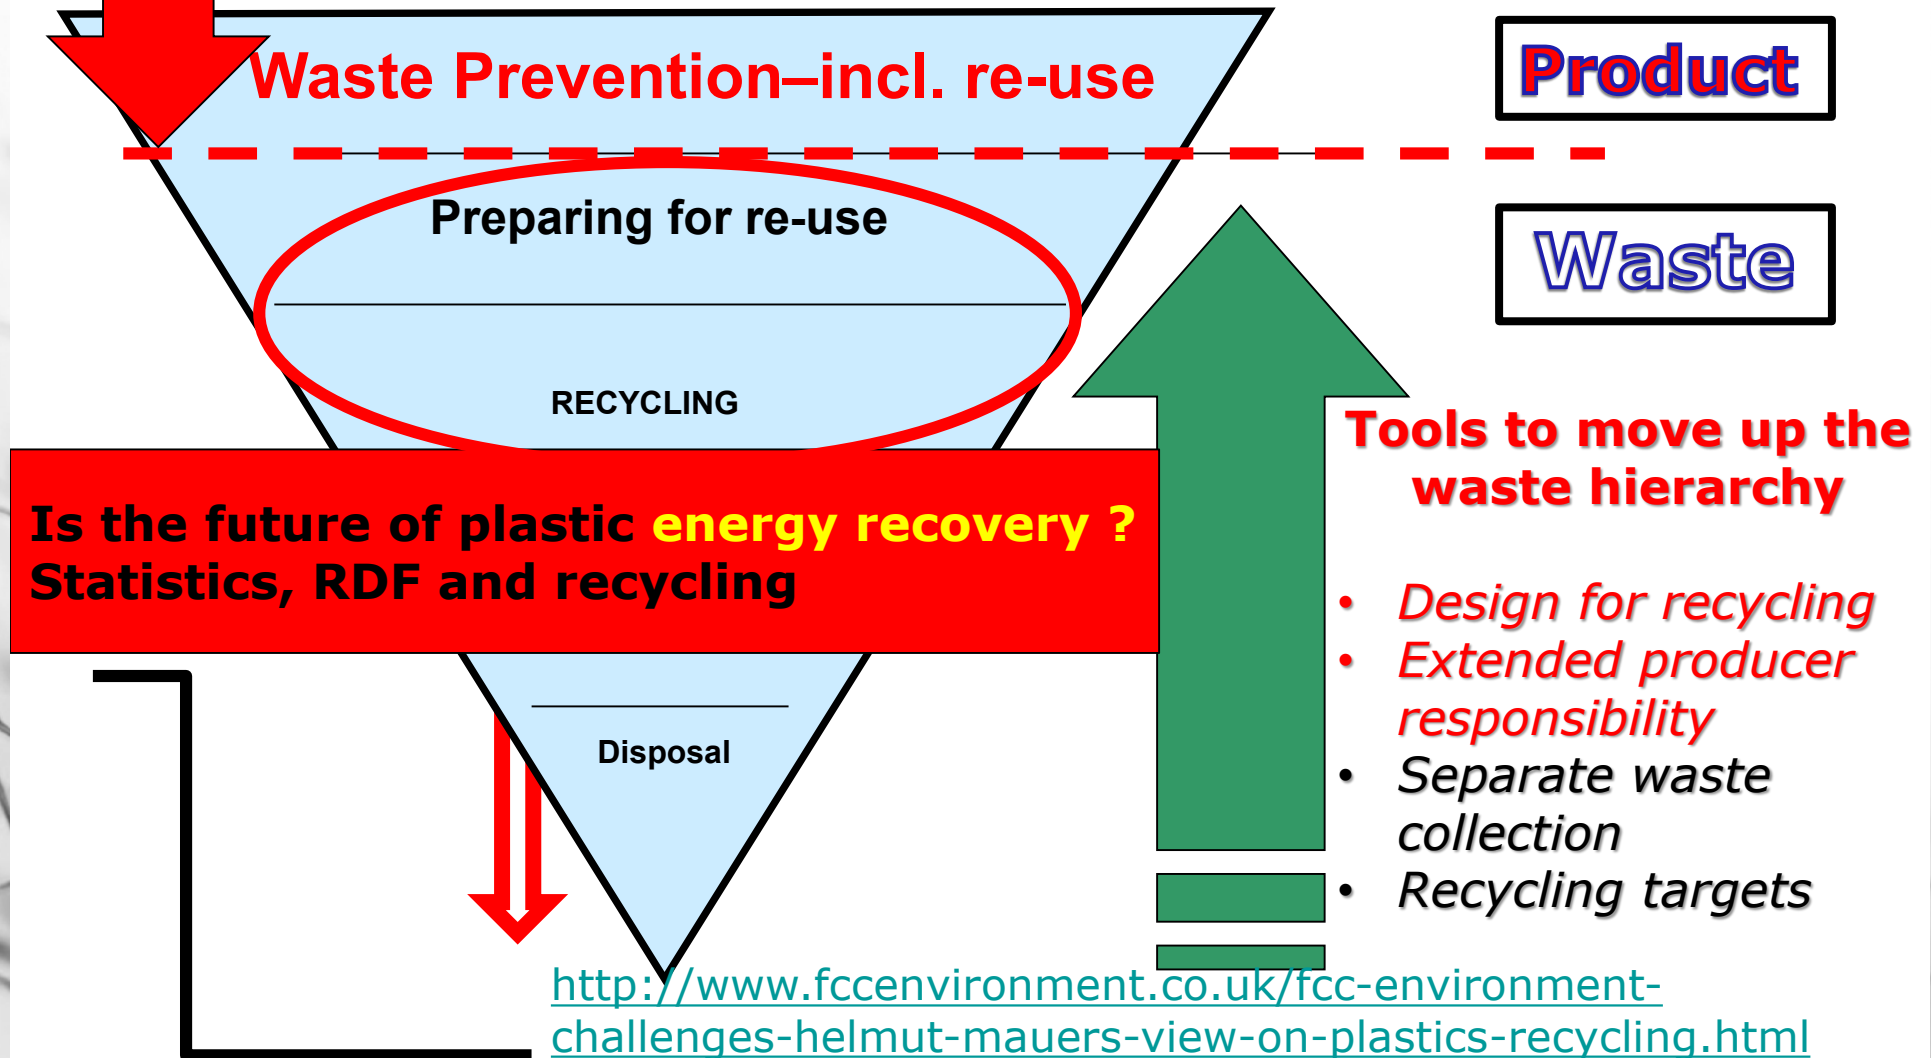 Waste Prevention–incl. re-use
Product
Preparing for re-use
Waste
RECYCLING
Is the future of plastic energy recovery ?
Statistics, RDF and recycling
Disposal
Tools to move up the
waste hierarchy
• Design for recycling
• Extended producer
responsibility
• Separate waste
collection
• Recycling targets
http://www.fccenvironment.co.uk/fcc-environment-
challenges-helmut-mauers-view-on-plastics-recycling.html